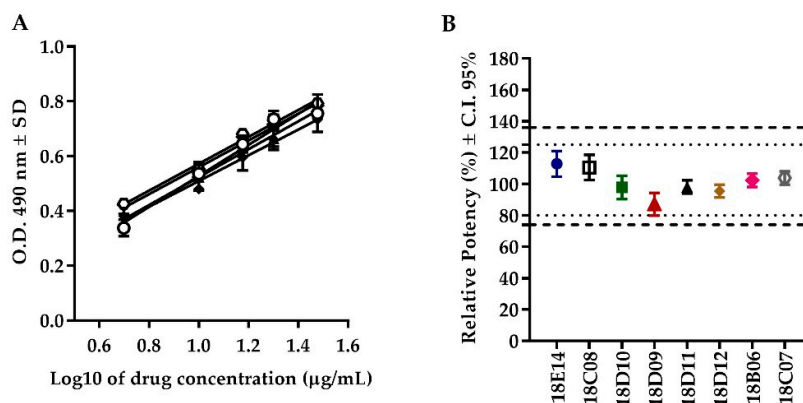 A
1.0
0.8
0.6
0.4
0.2
0.0
O.D. 490 nm ± SD
0.6 0.8 1.0 1.2 1.4 1.6
Log10 of drug concentration (µg/mL)
B
180
160
140
120
100
80
60
40
20
0
Relative Potency (%) ± C.I. 95%
18E14
18C08
18D10
18D09
18D11
18D12
18B06
18C07